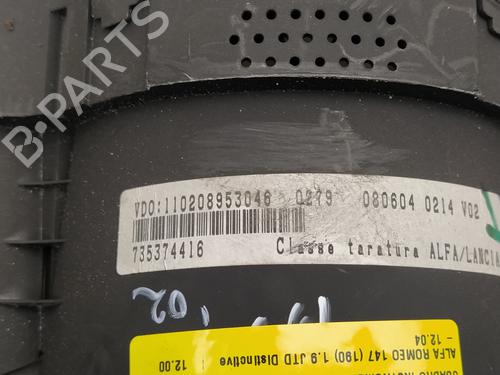 B-PARTS
VDO:110208953046 0279 080604 0214 V02
735374416 Classe taratura ALFA/LANCIA
02
ALFA ROMEO 147 (190) 1.9 JTD Distinctive 12.00
- 12.04